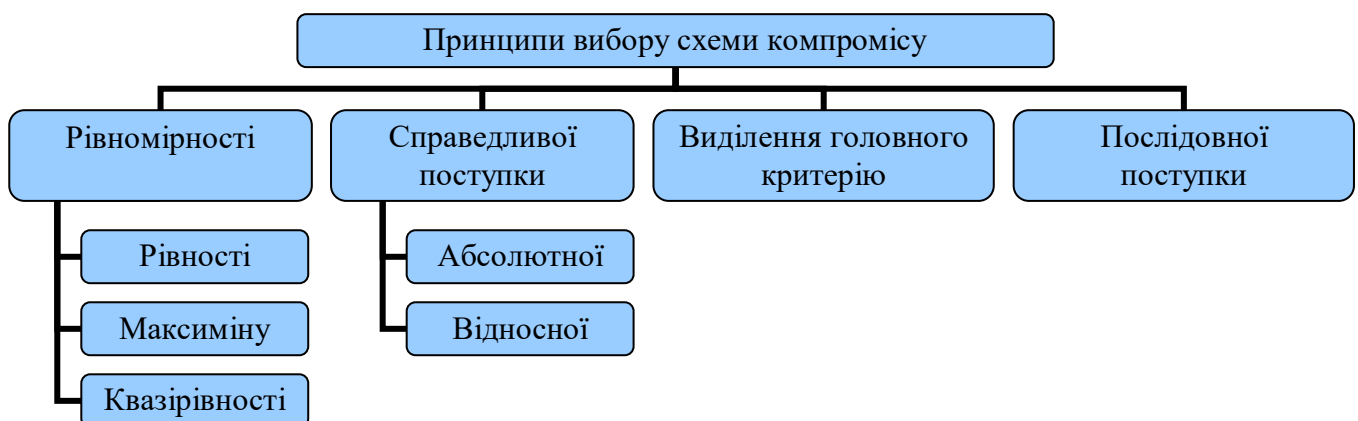 Принципи вибору схеми компромісу
Рівномірності
Справедливої
поступки
Виділення головного
критерію
Послідовної
поступки
Рівності
Абсолютної
Максиміну
Відносної
Квазірівності